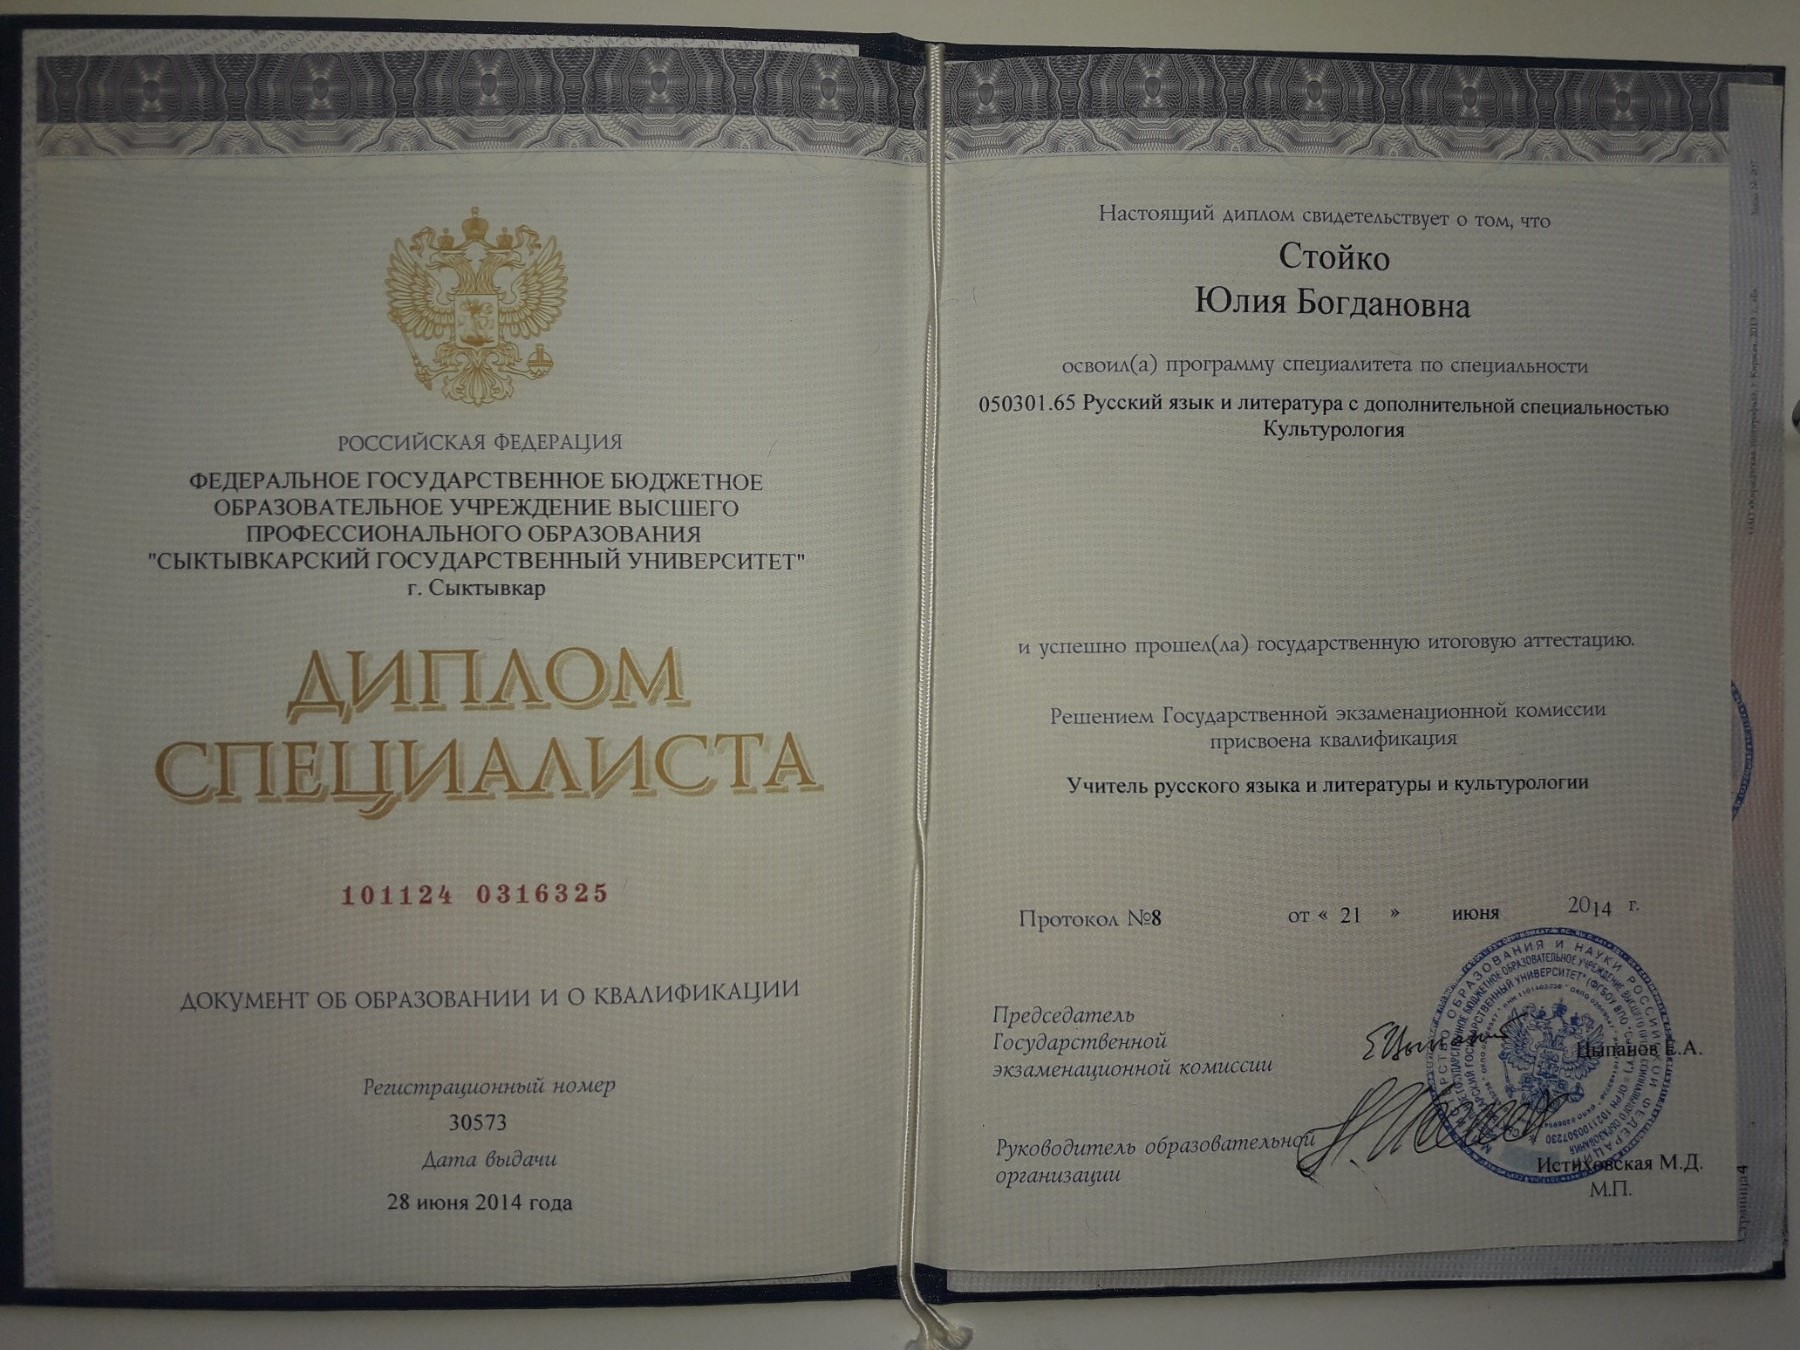 РОССИЙСКАЯ ФЕДЕРАЦИЯ
ФЕДЕРАЛЬНОЕ ГОСУДАРСТВЕННОЕ БЮДЖЕТНОЕ
ОБРАЗОВАТЕЛЬНОЕ УЧРЕЖДЕНИЕ ВЫСШЕГО
ПРОФЕССИОНАЛЬНОГО ОБРАЗОВАНИЯ
"СЫКТЫВКАРСКИЙ ГОСУДАРСТВЕННЫЙ УНИВЕРСИТЕТ"
г. Сыктывкар
ДИПЛОМ
СПЕЦИАЛИСТА
101124 0316325
ДОКУМЕНТ ОБ ОБРАЗОВАНИИ И О КВАЛИФИКАЦИИ
Регистрационный номер
30573
Дата выдачи
28 июня 2014 года
Настоящий диплом свидетельствует о том, что
Стойко
Юлия Богдановна
освоил(а) программу специалитета по специальности
050301.65 Русский язык и литература с дополнительной специальностью
Культурология
и успешно прошел(ла) государственную итоговую аттестацию.
Решением Государственной экзаменационной комиссии
присвоена квалификация
Учитель русского языка и литературы и культурологии
Протокол №8 от « 21 » июня 2014 г.
Председатель
Государственной
экзаменационной комиссии
Цыпанов Е.А.
Руководитель образовательной
организации
Истиховская М.Д.
М.П.